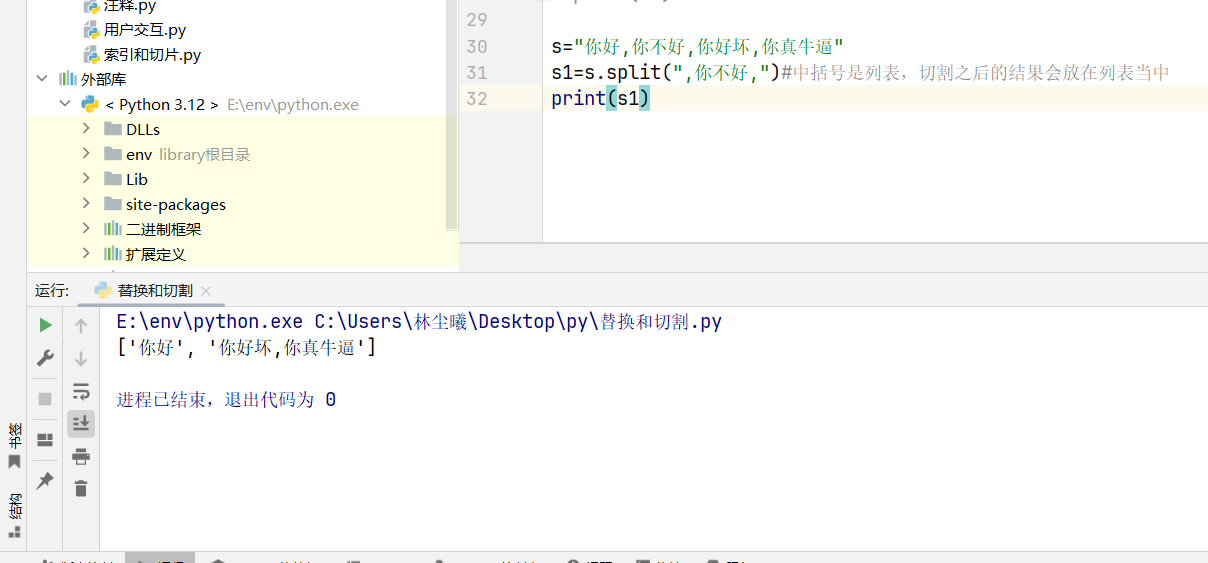 注释.py
用户交互.py
索引和切片.py
外部库
< Python 3.12 > E:\env\python.exe
DLLs
env library根目录
Lib
site-packages
二进制框架
扩展定义
29
30 s="你好,你不好,你好坏,你真牛逼"
31 s1=s.split(",你不好,")#中括号是列表，切割之后的结果会放在列表当中
32 print(s1)
运行: 替换和切割
E:\env\python.exe C:\Users\林尘曦\Desktop\py\替换和切割.py
['你好', '你好坏,你真牛逼']
进程已结束，退出代码为 0
书签
结构